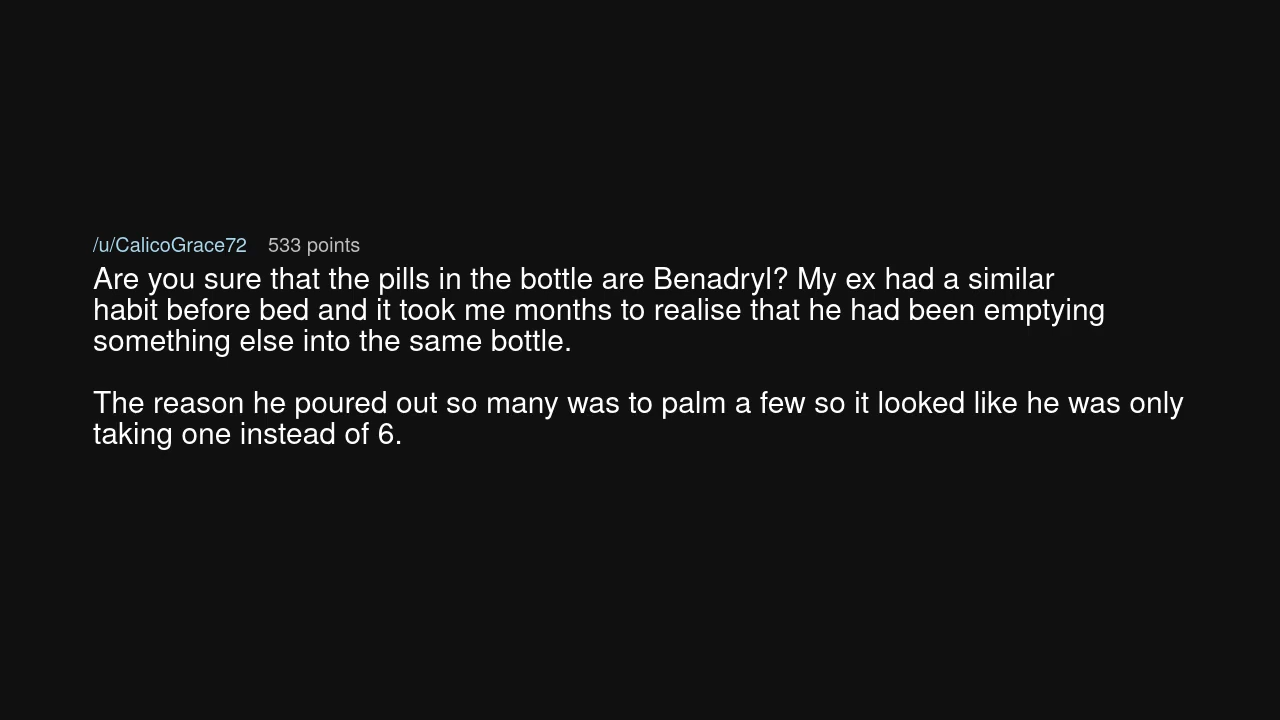 /u/CalicoGrace72 533 points
Are you sure that the pills in the bottle are Benadryl? My ex had a similar
habit before bed and it took me months to realise that he had been emptying
something else into the same bottle.
The reason he poured out so many was to palm a few so it looked like he was only
taking one instead of 6.